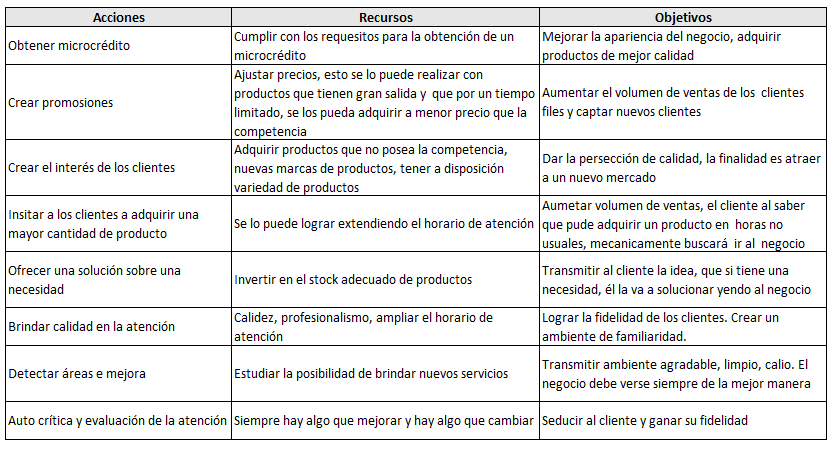 Acciones
Recursos
Objetivos
Obtener microcrédito
Cumplir con los requesitos para la obtención de un
microcrédito
Mejorar la apariencia del negocio, adquirir
productos de mejor calidad
Crear promosiones
Ajustar precios, esto se lo puede realizar con
productos que tienen gran salida y que por un tiempo
limitado, se los pueda adquirir a menor precio que la
competencia
Aumentar el volumen de ventas de los clientes
files y captar nuevos clientes
Crear el interés de los clientes
Adquirir productos que no posea la competencia,
nuevas marcas de productos, tener a disposición
variedad de productos
Dar la persección de calidad, la finalidad es atraer
a un nuevo mercado
Insitar a los clientes a adquirir una
mayor cantidad de producto
Se lo puede lograr extendiendo el horario de atención
Aumetar volumen de ventas, el cliente al saber
que pude adquirir un producto en horas no
usuales, mecanicamente buscará ir al negocio
Ofrecer una solución sobre una
necesidad
Invertir en el stock adecuado de productos
Transmitir al cliente la idea, que si tiene una
necesidad, él la va a solucionar yendo al negocio
Brindar calidad en la atención
Calidez, profesionalismo, ampliar el horario de
atención
Lograr la fidelidad de los clientes. Crear un
ambiente de familiaridad.
Detectar áreas e mejora
Estudiar la posibilidad de brindar nuevos servicios
Transmitir ambiente agradable, limpio, calio. El
negocio debe verse siempre de la mejor manera
Auto crítica y evaluación de la atención
Siempre hay algo que mejorar y hay algo que cambiar
Seducir al cliente y ganar su fidelidad